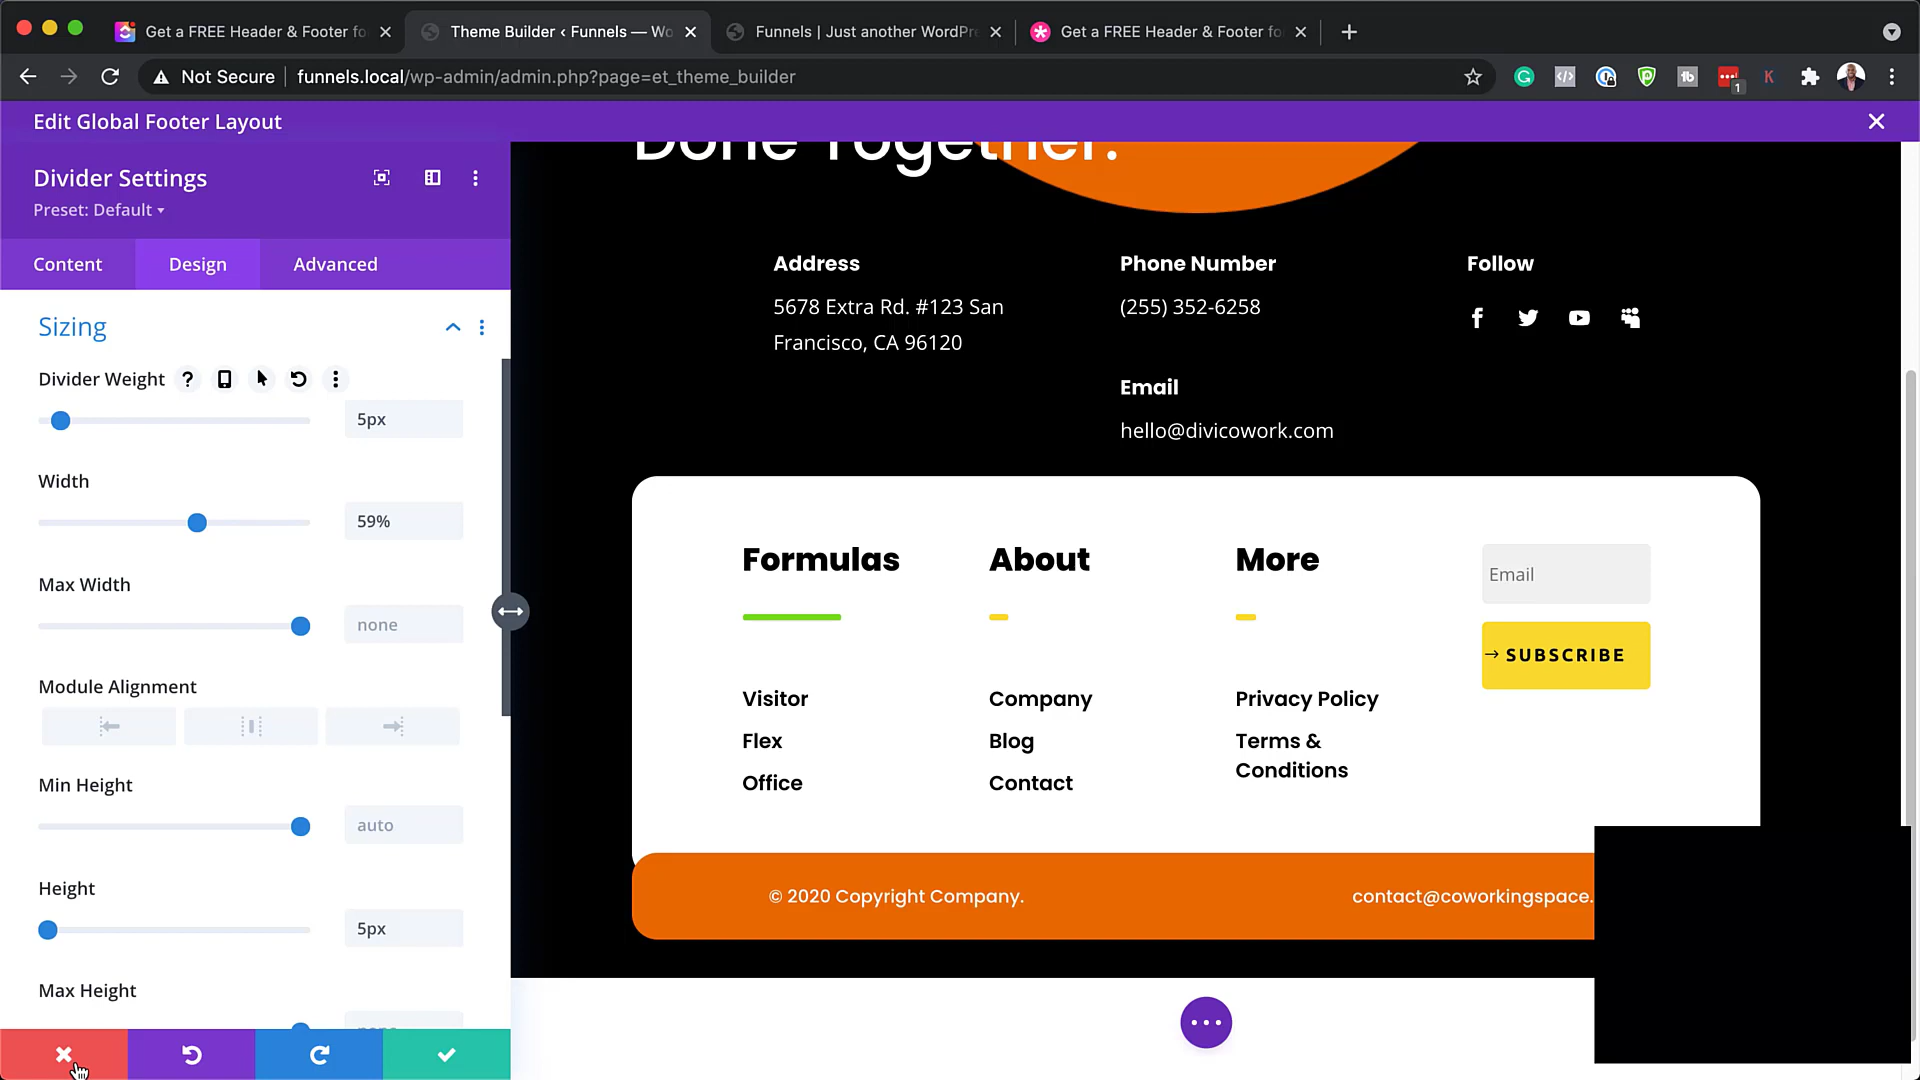 Get a FREE Header & Footer fo
Theme Builder ‹ Funnels — Wo
Funnels | Just another WordPre
Get a FREE Header & Footer fo
Not Secure
funnels.local/wp-admin/admin.php?page=et_theme_builder
1
K
Edit Global Footer Layout
Divider Settings
Preset: Default
Content
Design
Advanced
Sizing
Divider Weight
5px
Width
59%
Max Width
none
Module Alignment
Min Height
auto
Height
5px
Max Height
Done Together.
Address
5678 Extra Rd. #123 San
Francisco, CA 96120
Phone Number
(255) 352-6258
Email
hello@divicowork.com
Follow
Formulas
Visitor
Flex
Office
About
Company
Blog
Contact
More
Privacy Policy
Terms &
Conditions
Email
→ SUBSCRIBE
© 2020 Copyright Company.
contact@coworkingspace.